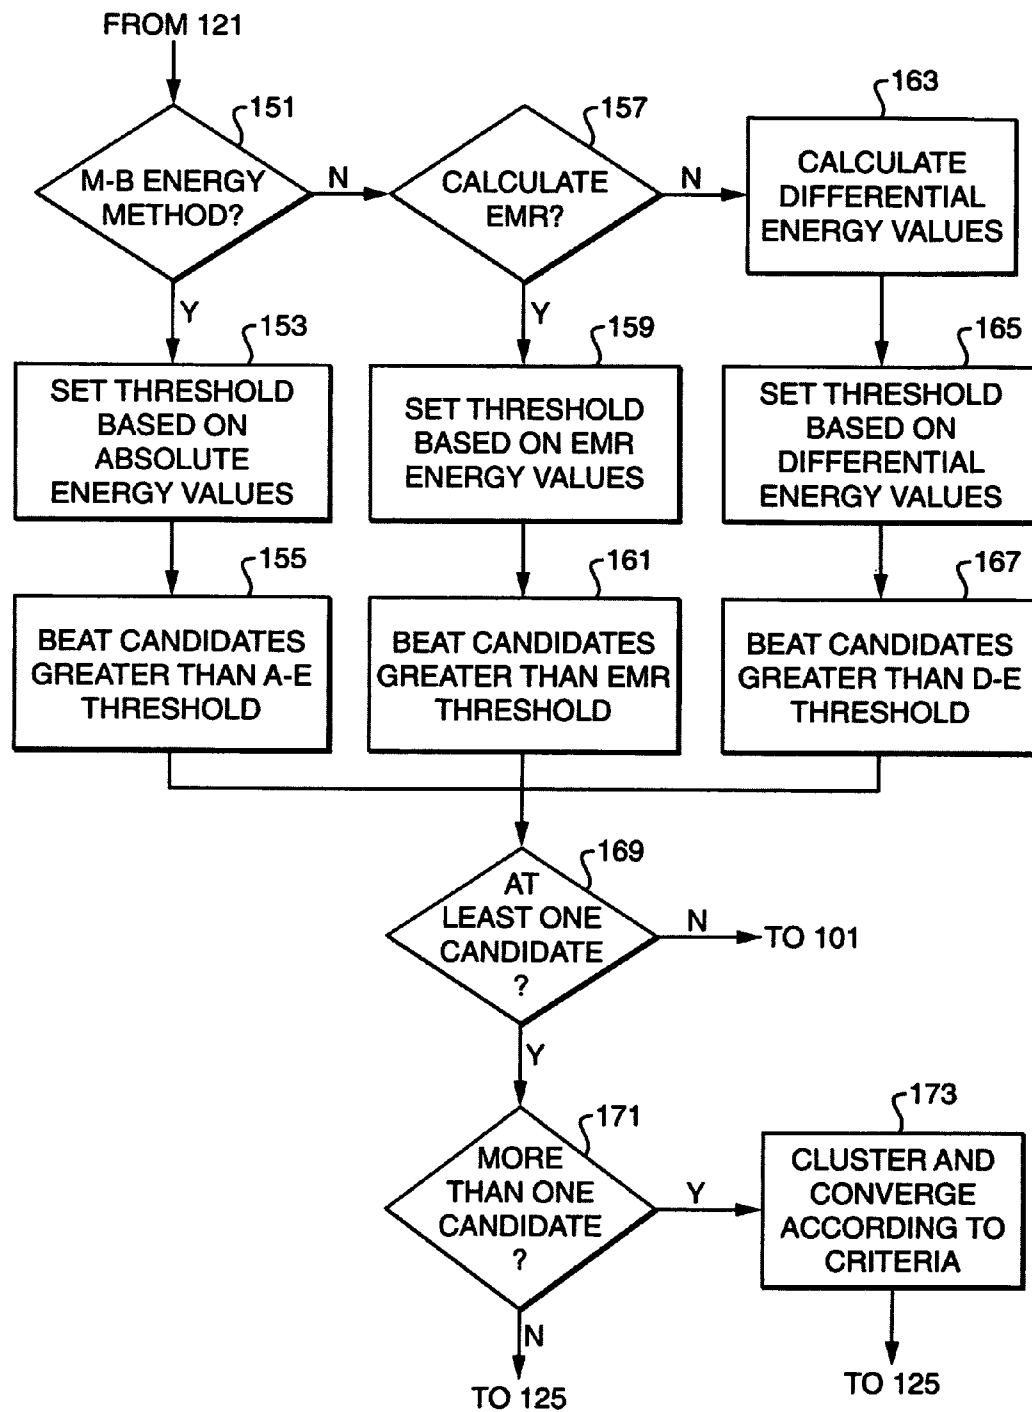 FROM 121
151
M-B ENERGY
METHOD?
N
Y
157
CALCULATE
EMR?
N
Y
163
CALCULATE
DIFFERENTIAL
ENERGY VALUES
153
SET THRESHOLD
BASED ON
ABSOLUTE
ENERGY VALUES
159
SET THRESHOLD
BASED ON EMR
ENERGY VALUES
165
SET THRESHOLD
BASED ON
DIFFERENTIAL
ENERGY VALUES
155
BEAT CANDIDATES
GREATER THAN A-E
THRESHOLD
161
BEAT CANDIDATES
GREATER THAN EMR
THRESHOLD
167
BEAT CANDIDATES
GREATER THAN D-E
THRESHOLD
169
AT
LEAST ONE
CANDIDATE
?
N
TO 101
Y
171
MORE
THAN ONE
CANDIDATE
?
Y
N
TO 125
173
CLUSTER AND
CONVERGE
ACCORDING TO
CRITERIA
TO 125